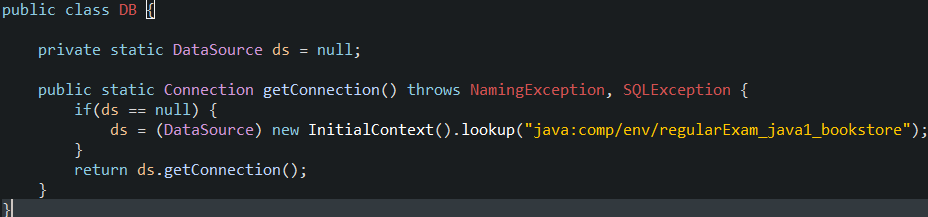 public class DB {
private static DataSource ds = null;
public static Connection getConnection() throws NamingException, SQLException {
if(ds == null) {
ds = (DataSource) new InitialContext().lookup("java:comp/env/regularExam_java1_bookstore");
}
return ds.getConnection();
}
}